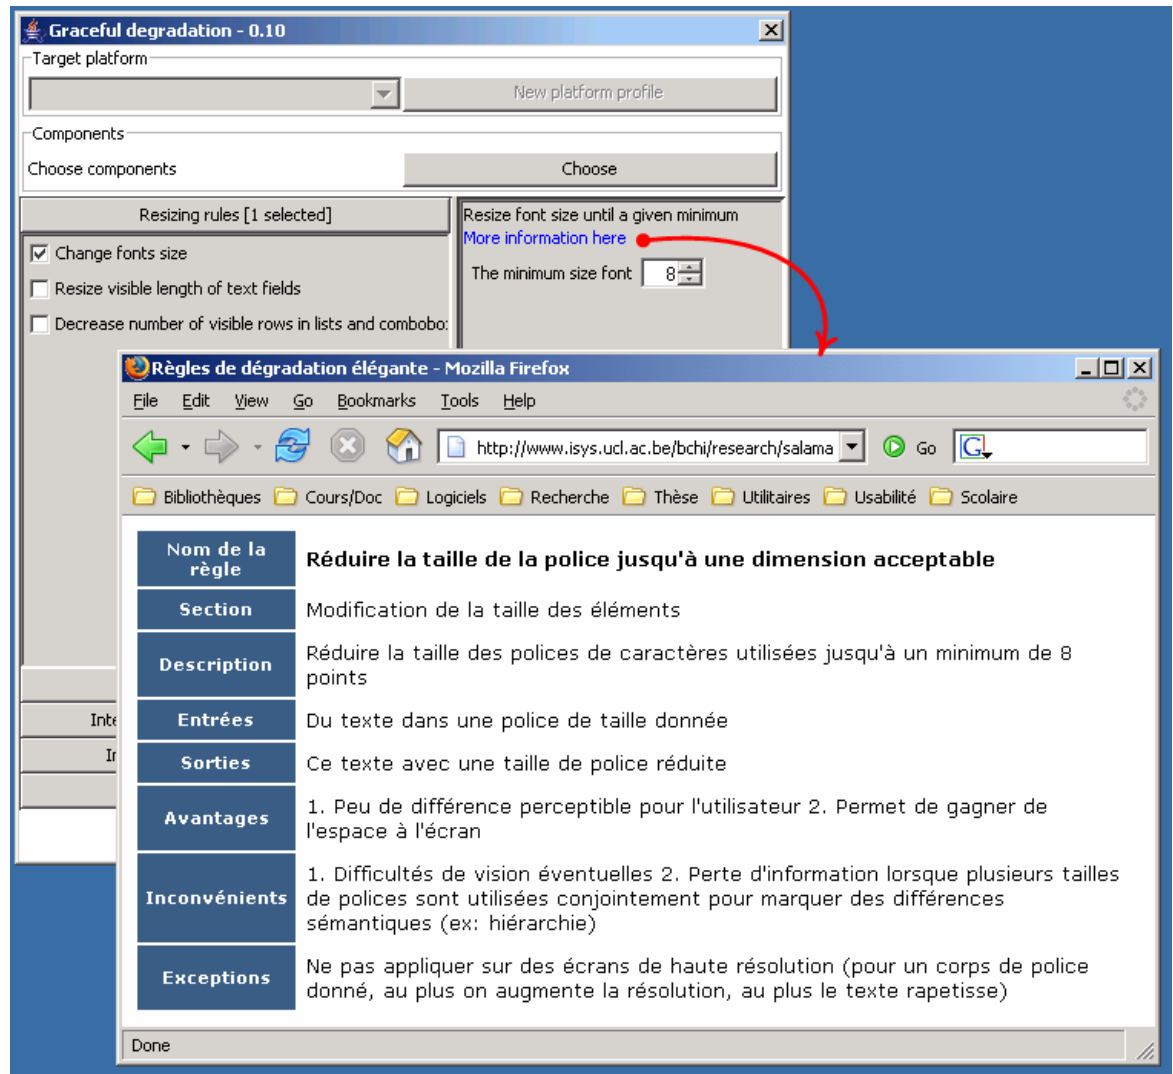 Graceful degradation - 0.10
Target platform
New platform profile
Components
Choose components
Choose
Resizing rules [1 selected]
Change fonts size
Resize visible length of text fields
Decrease number of visible rows in lists and
Resize font size until a given minimum
More information here
The minimum size font 8
Règles de dégradation élégante - Mozilla Firefox
File Edit View Go Bookmarks Tools Help
http://www.isys.ucl.ac.be/bchi/research/salama Go G
Bibliothèques Cours/Doc Logiciels Recherche Thèse Utilitaires Usabilité Scolaire
Nom de la
règle
Réduire la taille de la police jusqu'à une dimension acceptable
Section
Modification de la taille des éléments
Description
Réduire la taille des polices de caractères utilisées jusqu'à un minimum de 8
points
Entrées
Du texte dans une police de taille donnée
Sorties
Ce texte avec une taille de police réduite
Avantages
1. Peu de différence perceptible pour l'utilisateur 2. Permet de gagner de
l'espace à l'écran
Inconvénients
1. Difficultés de vision éventuelles 2. Perte d'information lorsque plusieurs tailles
de polices sont utilisées conjointement pour marquer des différences
sémantiques (ex: hiérarchie)
Exceptions
Ne pas appliquer sur des écrans de haute résolution (pour un corps de police
donné, au plus on augmente la résolution, au plus le texte rapetisse)
Done